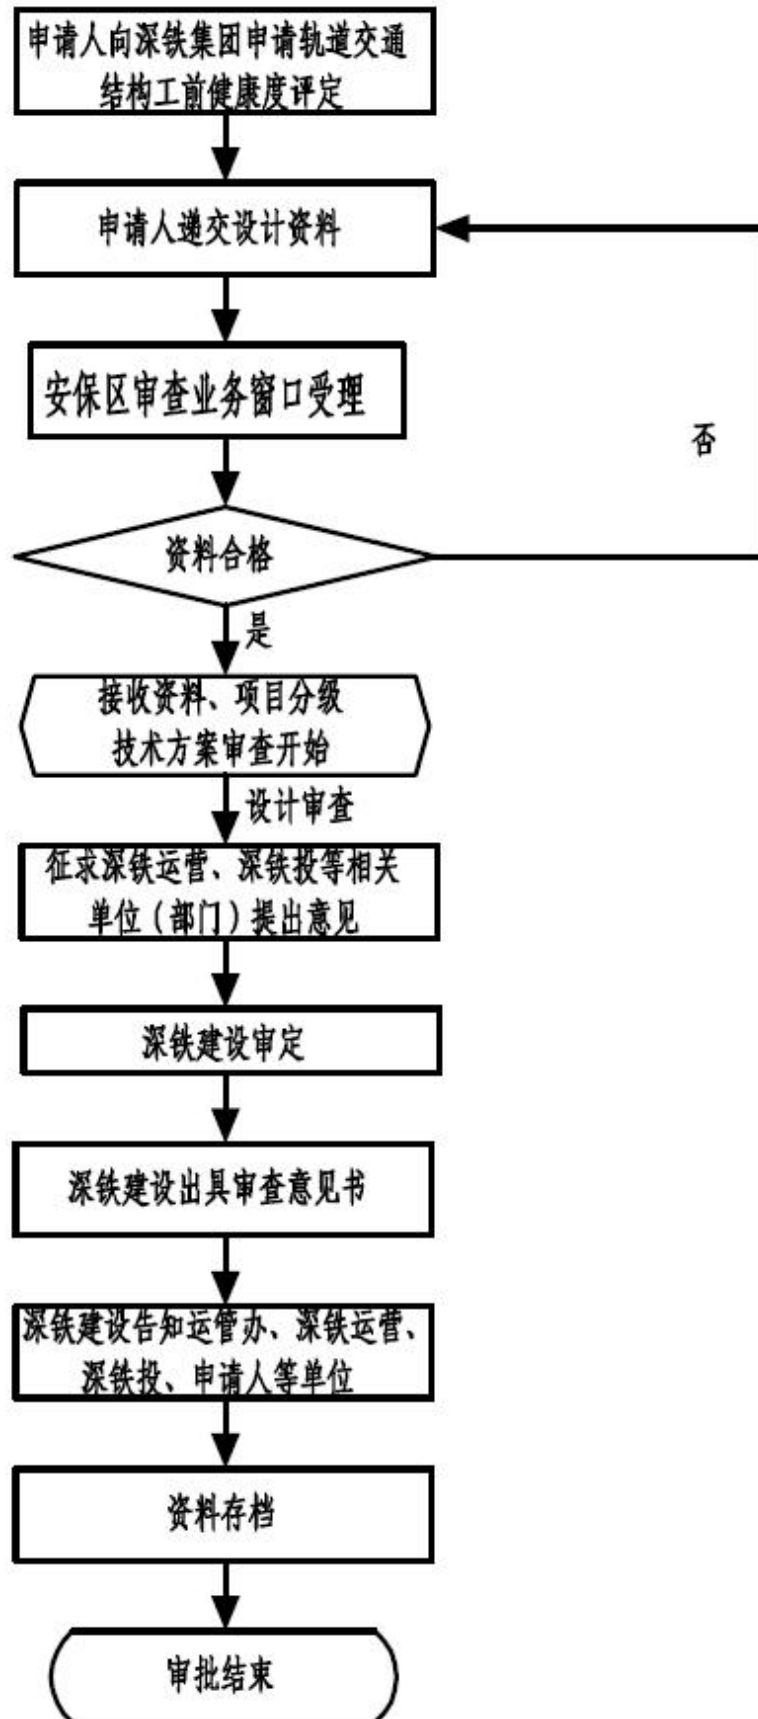 申请人向深铁集团申请轨道交通
结构工前健康度评定
申请人递交设计资料
安保区审查业务窗口受理
否
资料合格
是
接收资料、项目分级
技术方案审查开始
设计审查
征求深铁运营、深铁投等相关
单位（部门）提出意见
深铁建设审定
深铁建设出具审查意见书
深铁建设告知运管办、深铁运营、
深铁投、申请人等单位
资料存档
审批结束